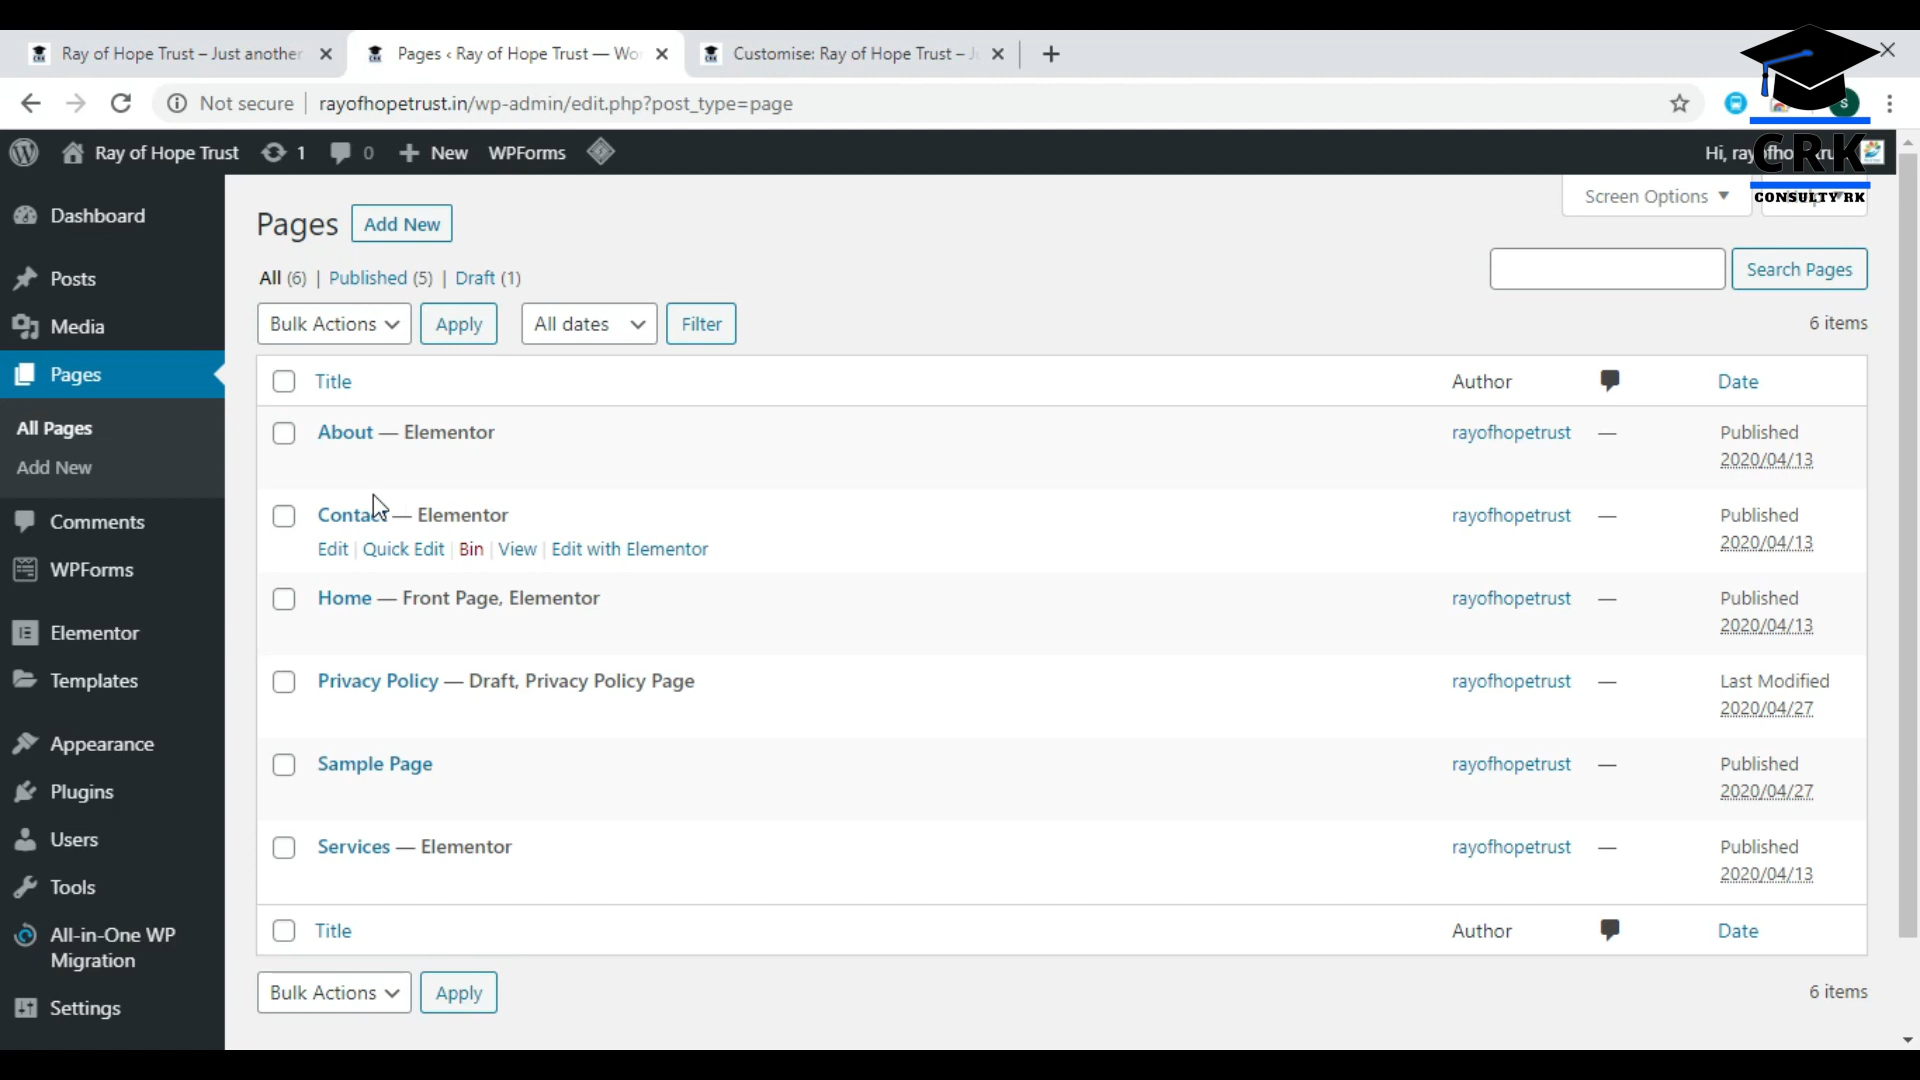 Ray of Hope Trust – Just another
Pages ‹ Ray of Hope Trust — Wo
Customise: Ray of Hope Trust –
Not secure
rayofhopetrust.in/wp-admin/edit.php?post_type=page
S
Ray of Hope Trust
1
0
New
WPForms
Hi,
CRK
CONSULTY RK
Screen Options
Dashboard
Posts
Media
Pages
All Pages
Add New
Comments
WPForms
Elementor
Templates
Appearance
Plugins
Users
Tools
All-in-One WP
Migration
Settings
Pages
Add New
All (6) | Published (5) | Draft (1)
Search Pages
Bulk Actions
Apply
All dates
Filter
6 items
Title Author Date
About — Elementor rayofhopetrust — Published
2020/04/13
Contact — Elementor rayofhopetrust — Published
Edit | Quick Edit | Bin | View | Edit with Elementor 2020/04/13
Home — Front Page, Elementor rayofhopetrust — Published
2020/04/13
Privacy Policy — Draft, Privacy Policy Page rayofhopetrust — Last Modified
2020/04/27
Sample Page rayofhopetrust — Published
2020/04/27
Services — Elementor rayofhopetrust — Published
2020/04/13
Title Author Date
Bulk Actions
Apply
6 items